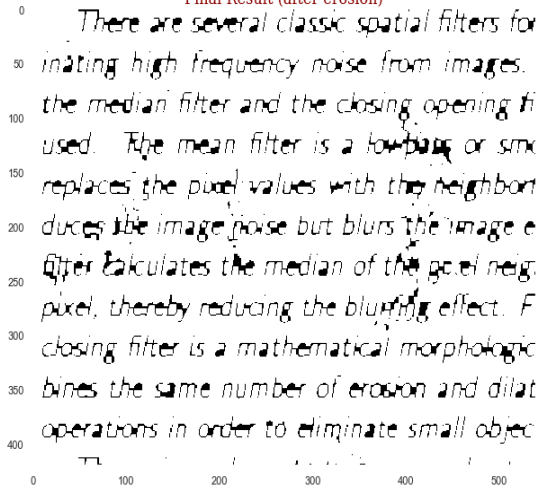 Final Result (after erosion)
There are several classic spatial filters for
inating high frequency noise from images.
the median filter and the closing opening fi
used. The mean filter is a lowpass or smo
replaces the pixel values with the neighbor
duces the image noise but blurs the image e
filter calculates the median of the pixel neig
pixel, thereby reducing the blurring effect. F
closing filter is a mathematical morphologic
bines the same number of erosion and dilat
operations in order to eliminate small objec
0
50
100
150
200
250
300
350
400
0 100 200 300 400 500